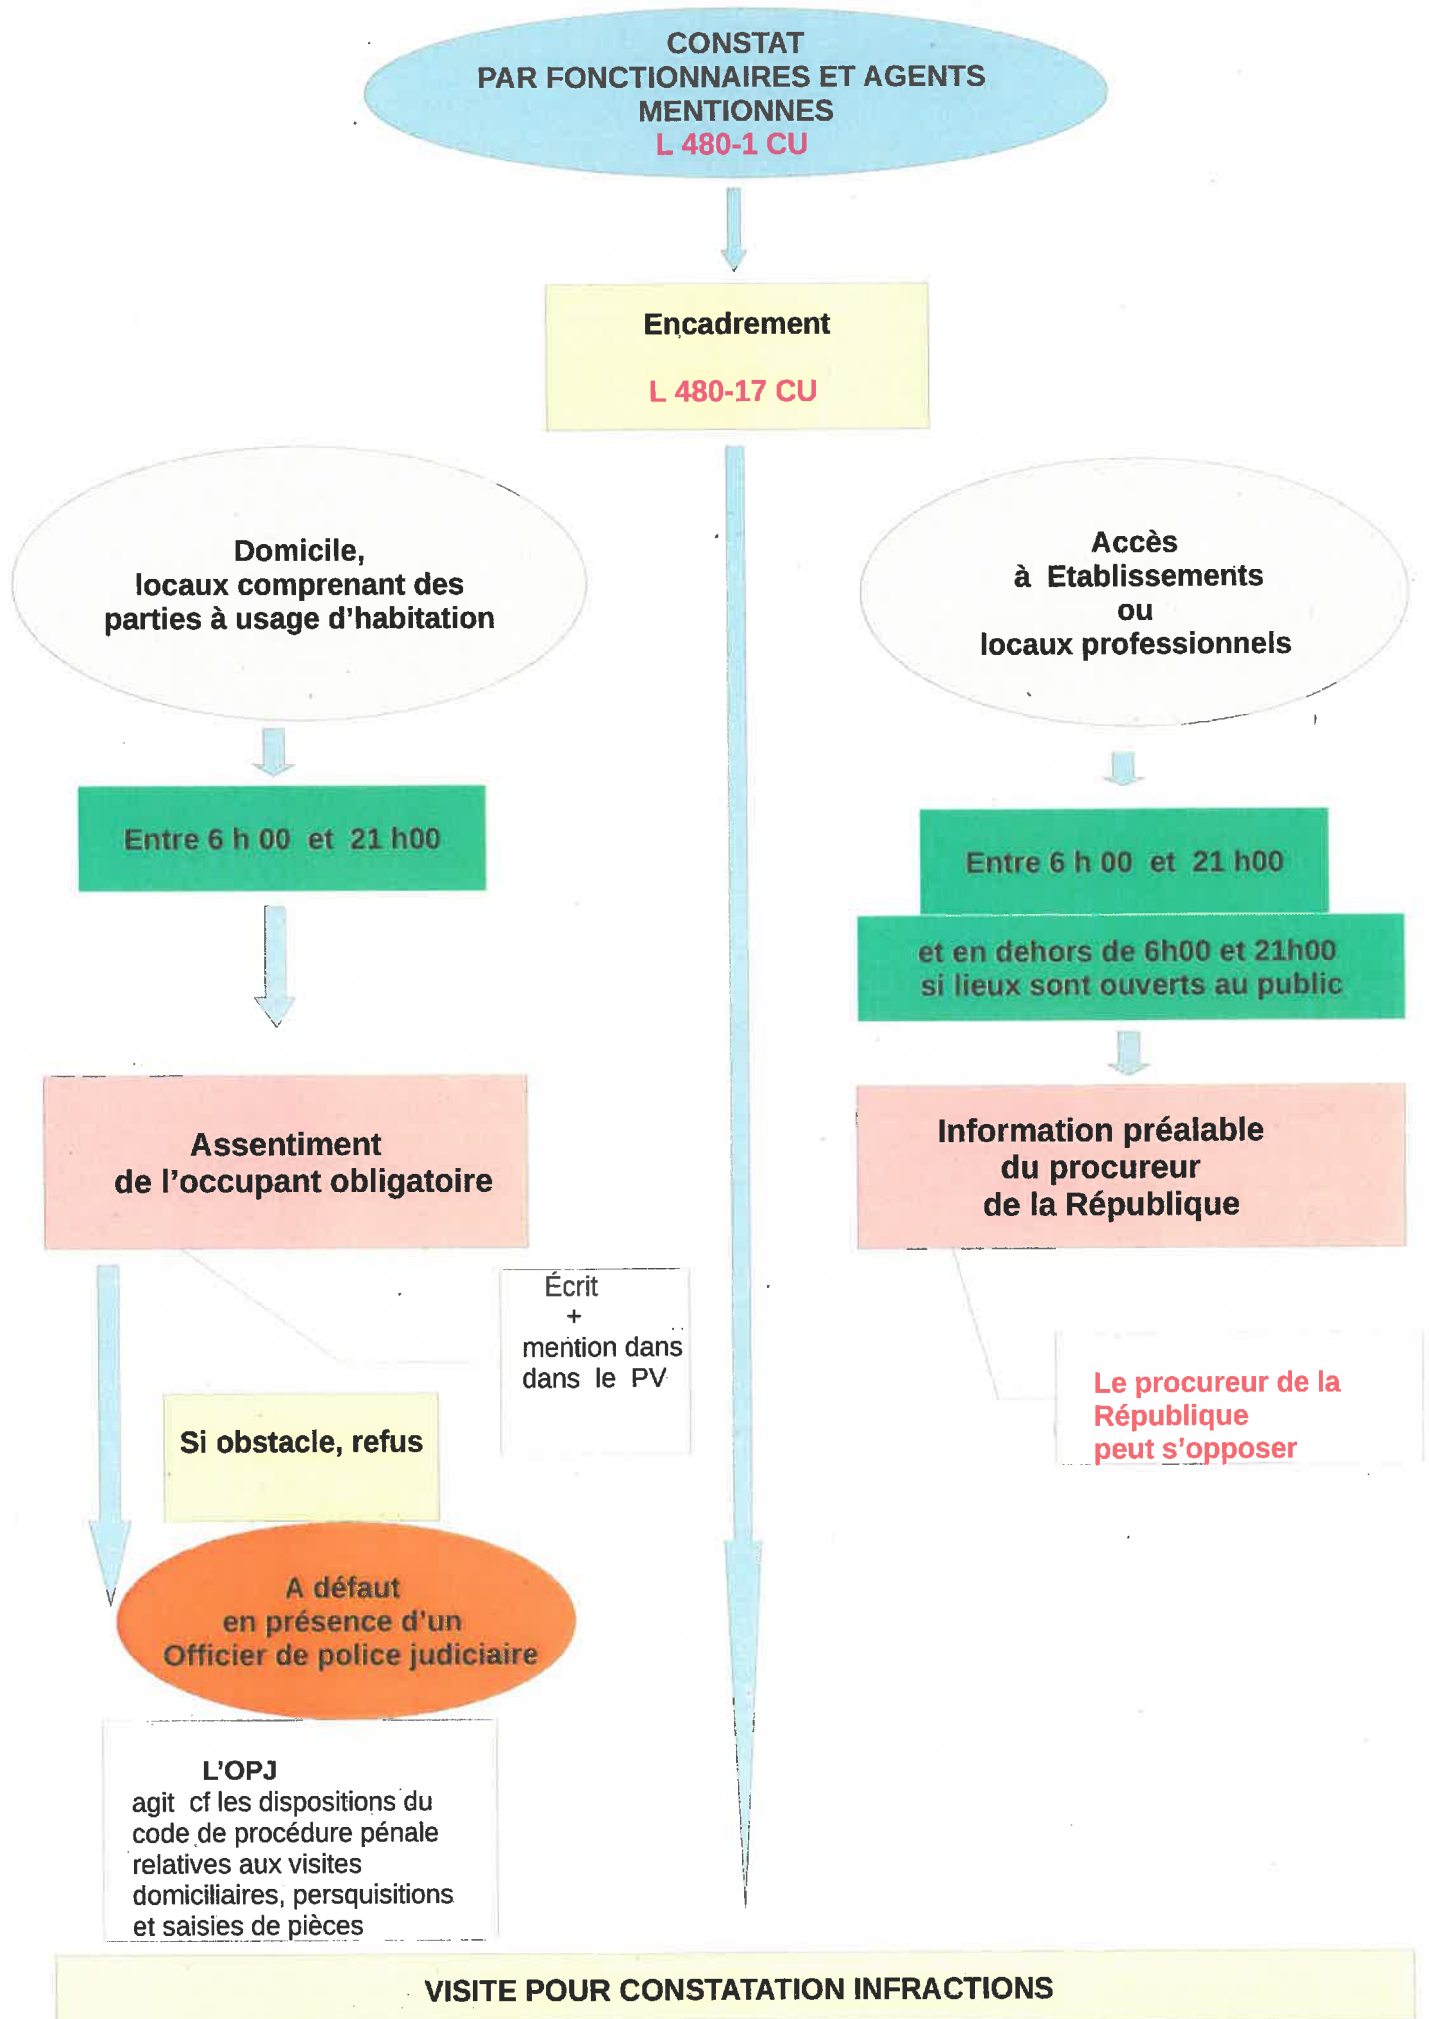 CONSTAT
PAR FONCTIONNAIRES ET AGENTS
MENTIONNES
L 480-1 CU
Encadrement
L 480-17 CU
Domicile,
locaux comprenant des
parties à usage d'habitation
Accès
à Etablissements
ou
locaux professionnels
Entre 6 h 00 et 21 h00
Entre 6 h 00 et 21 h00
et en dehors de 6h00 et 21h00
si lieux sont ouverts au public
Assentiment
de l'occupant obligatoire
Information préalable
du procureur
de la République
Écrit
+
mention dans
dans le PV
Le procureur de la
République
peut s'opposer
Si obstacle, refus
A défaut
en présence d'un
Officier de police judiciaire
L'OPJ
agit cf les dispositions du
code de procédure pénale
relatives aux visites
domiciliaires, persquisitions
et saisies de pièces
VISITE POUR CONSTATATION INFRACTIONS